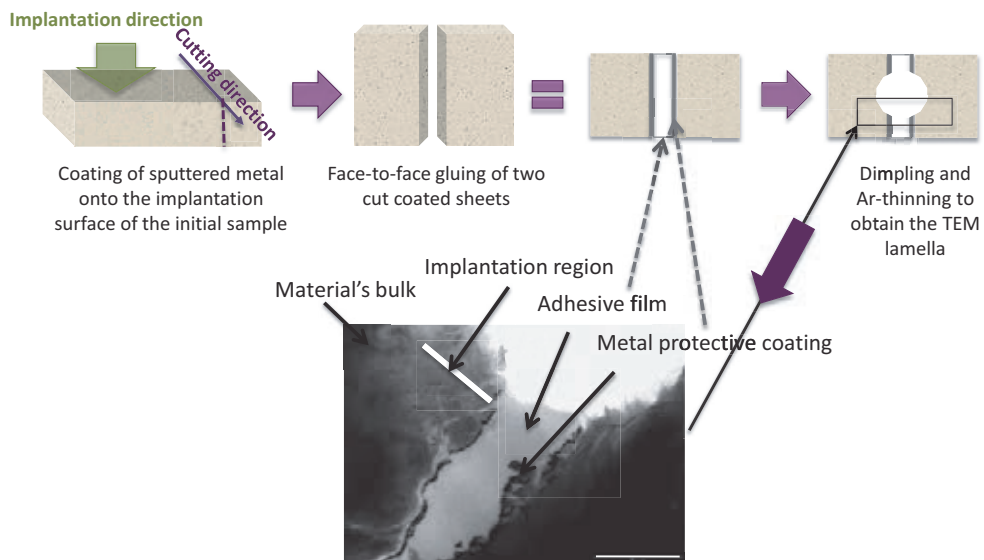 Implantation direction
Cutting direction
Coating of sputtered metal
onto the implantation
surface of the initial sample
Face-to-face gluing of two
cut coated sheets
Dimpling and
Ar-thinning to
obtain the TEM
lamella
Implantation region
Material's bulk
Adhesive film
Metal protective coating